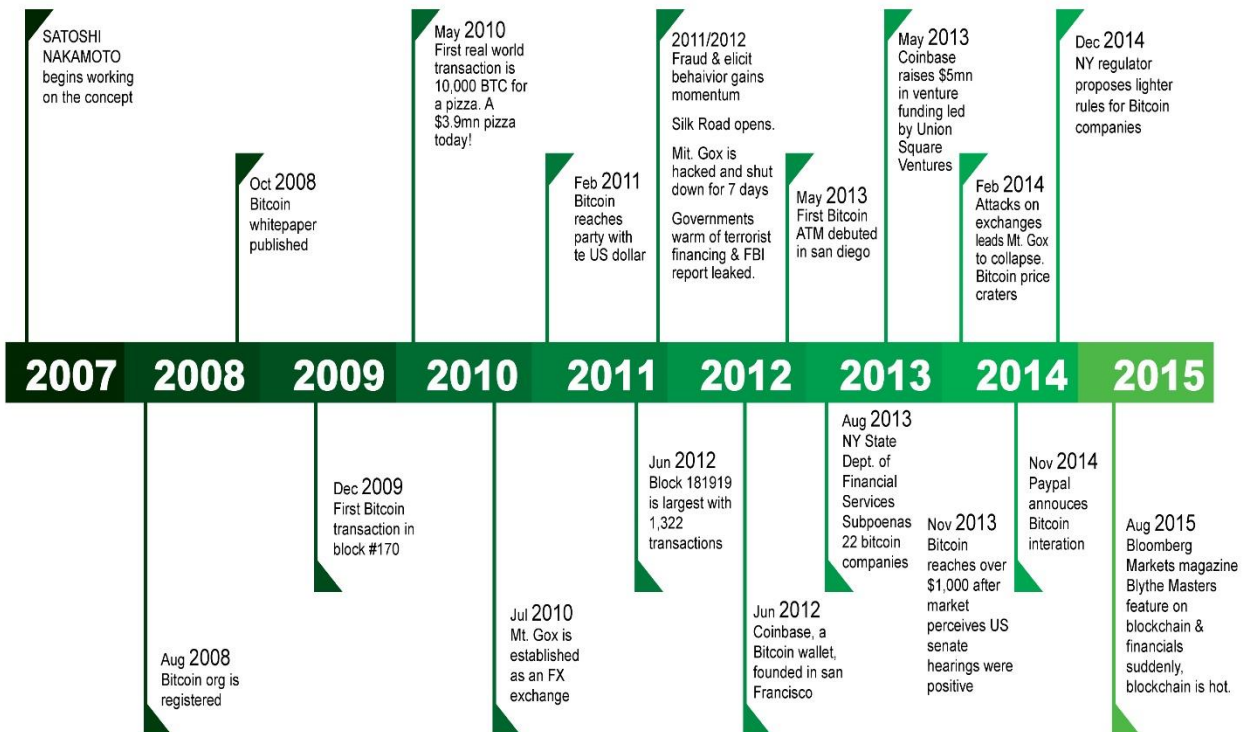 SATOSHI
NAKAMOTO
begins working
on the concept
Oct 2008
Bitcoin
whitepaper
published
May 2010
First real world
transaction is
10,000 BTC for
a pizza. A
$3.9mn pizza
today!
Feb 2011
Bitcoin
reaches
party with
te US dollar
2011/2012
Fraud & elicit
behaivior gains
momentum
Silk Road opens.
Mit. Gox is
hacked and shut
down for 7 days
Governments
warm of terrorist
financing & FBI
report leaked.
May 2013
First Bitcoin
ATM debuted
in san diego
May 2013
Coinbase
raises $5mn
in venture
funding led
by Union
Square
Ventures
Feb 2014
Attacks on
exchanges
leads Mt. Gox
to collapse.
Bitcoin price
craters
Dec 2014
NY regulator
proposes lighter
rules for Bitcoin
companies
2007 2008 2009 2010 2011 2012 2013 2014 2015
Aug 2008
Bitcoin org is
registered
Dec 2009
First Bitcoin
transaction in
block #170
Jul 2010
Mt. Gox is
established
as an FX
exchange
Jun 2012
Block 181919
is largest with
1,322
transactions
Jun 2012
Coinbase, a
Bitcoin wallet,
founded in san
Francisco
Aug 2013
NY State
Dept. of
Financial
Services
Subpoenas
22 bitcoin
companies
Nov 2013
Bitcoin
reaches over
$1,000 after
market
perceives US
senate
hearings were
positive
Nov 2014
Paypal
annouces
Bitcoin
interation
Aug 2015
Bloomberg
Markets magazine
Blythe Masters
feature on
blockchain &
financials
suddenly,
blockchain is hot.